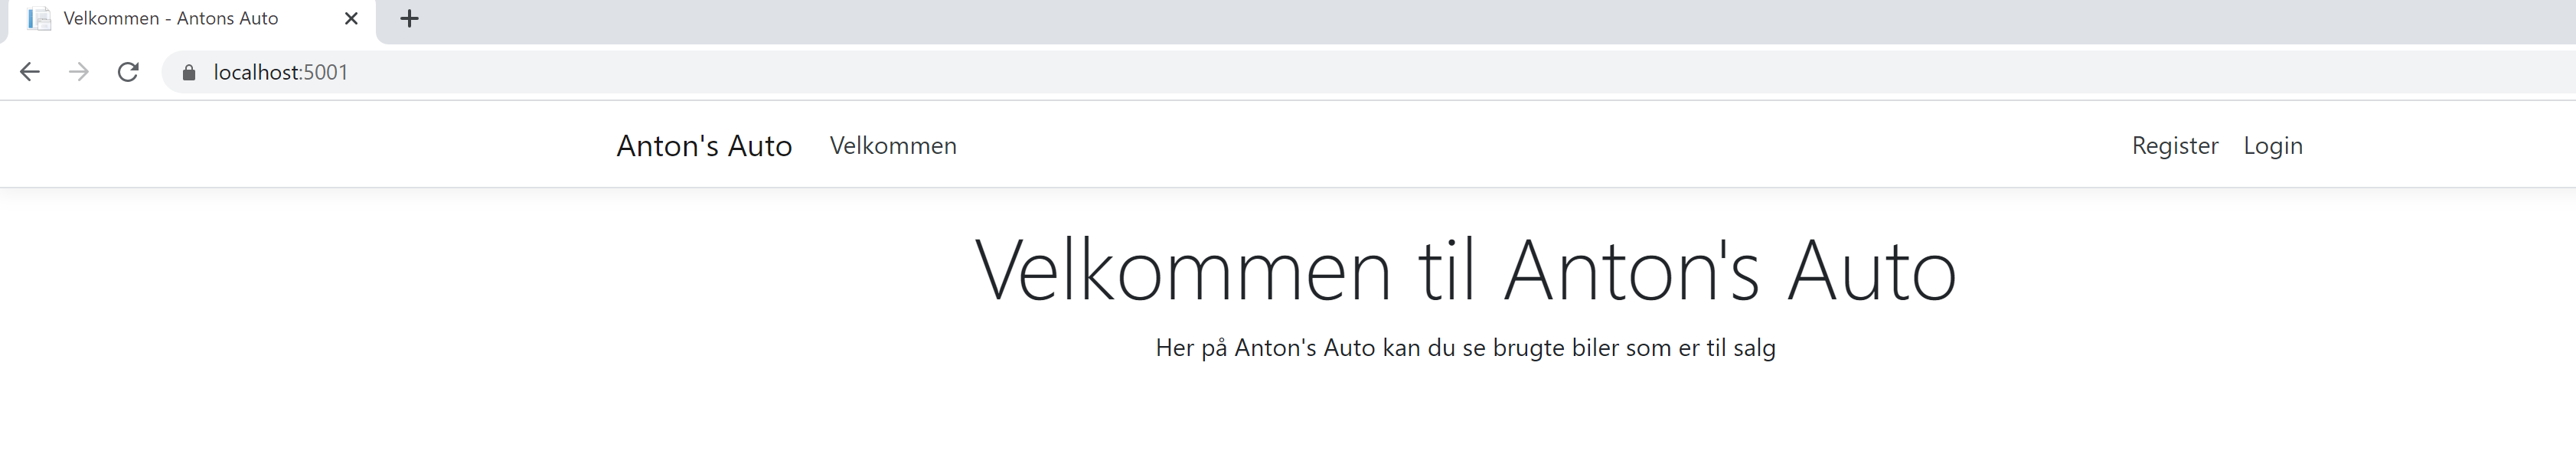 Velkommen - Antons Auto
localhost:5001
Anton's Auto Velkommen Register Login
Velkommen til Anton's Auto
Her på Anton's Auto kan du se brugte biler som er til salg